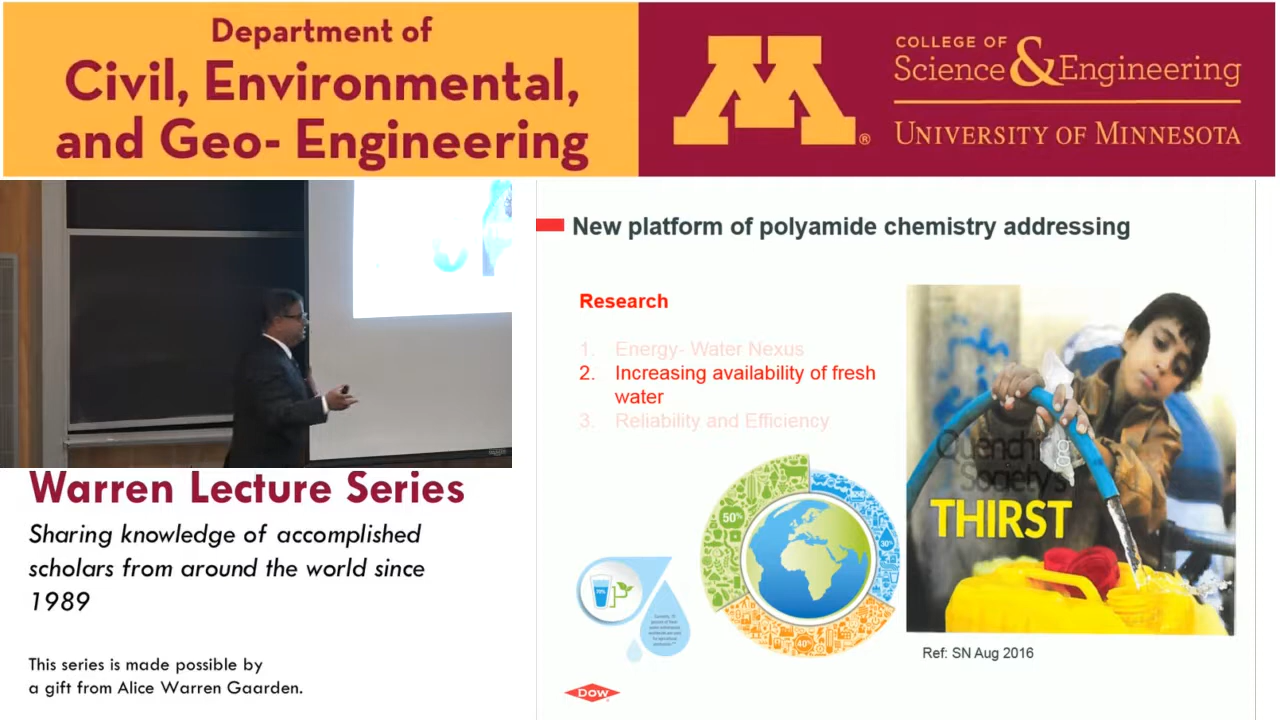 Department of
Civil, Environmental,
and Geo- Engineering
M
®
COLLEGE OF
Science & Engineering
UNIVERSITY OF MINNESOTA
New platform of polyamide chemistry addressing
Research
1. Energy- Water Nexus
2. Increasing availability of fresh
water
3. Reliability and Efficiency
Quenching
Society's
THIRST
50%
30%
40%
70%
Ref: SN Aug 2016
Dow
Warren Lecture Series
Sharing knowledge of accomplished
scholars from around the world since
1989
This series is made possible by
a gift from Alice Warren Gaarden.